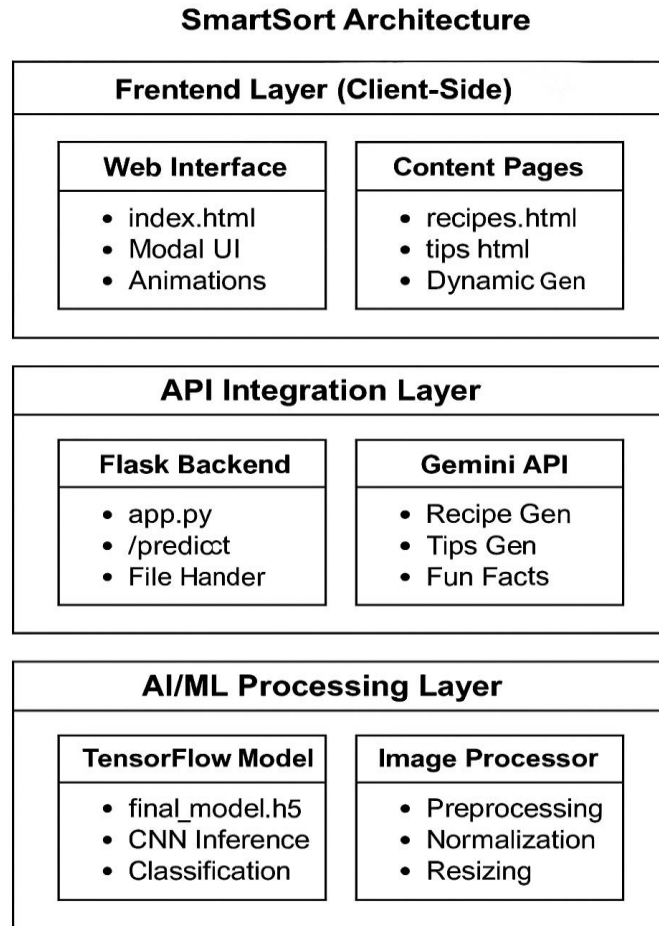 SmartSort Architecture
Frentend Layer (Client-Side)
Web Interface
• index.html
• Modal UI
• Animations
Content Pages
• recipes.html
• tips html
• Dynamic Gen
API Integration Layer
Flask Backend
• app.py
• /predicct
• File Hander
Gemini API
• Recipe Gen
• Tips Gen
• Fun Facts
AI/ML Processing Layer
TensorFlow Model
• final_model.h5
• CNN Inference
• Classification
Image Processor
• Preprocessing
• Normalization
• Resizing